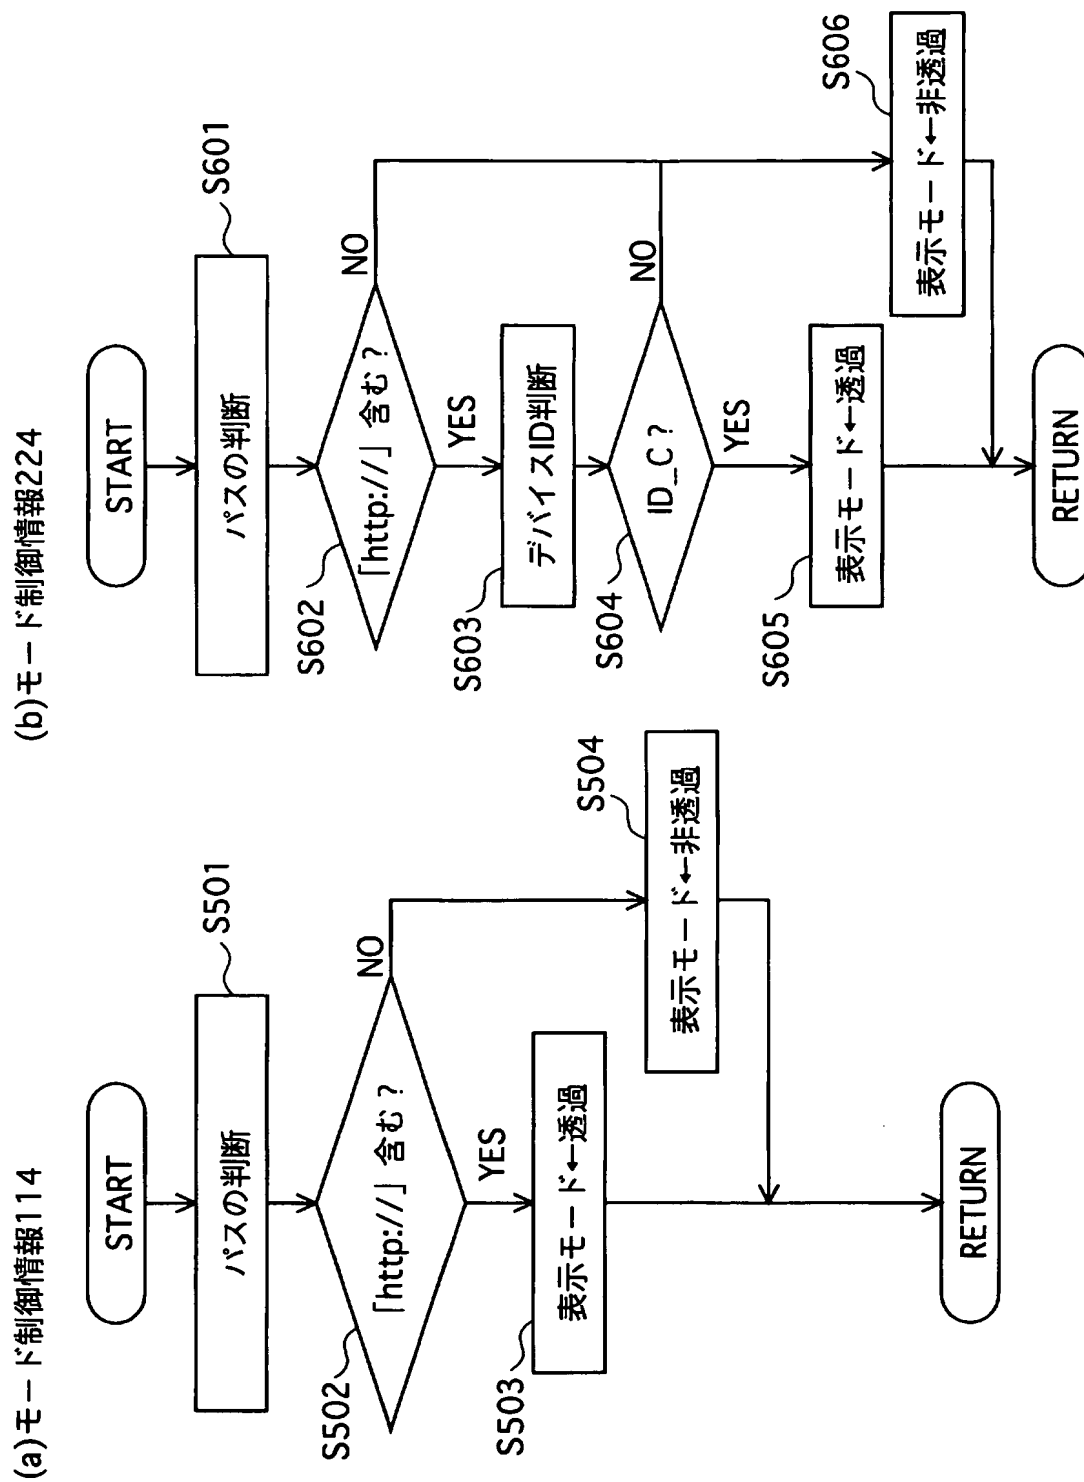 (a)モード制御情報114
START
パスの判断
S501
「http://」含む？
S502
NO
YES
表示モード←透過
S503
表示モード←非透過
S504
RETURN
(b)モード制御情報224
START
パスの判断
S601
「http://」含む？
S602
NO
YES
デバイスID判断
S603
ID_C？
S604
NO
YES
表示モード←透過
S605
表示モード←非透過
S606
RETURN